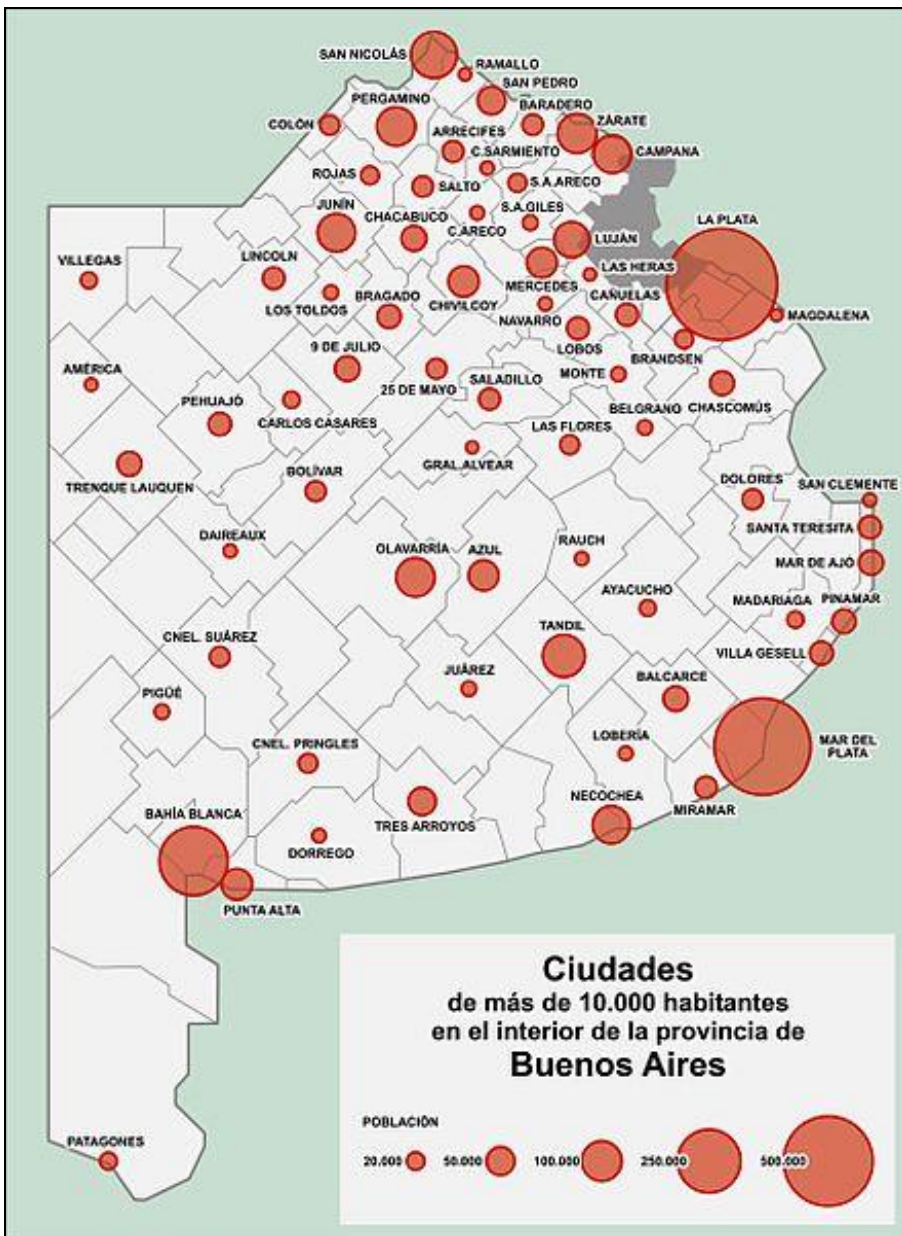 SAN NICOLÁS
RAMALLO
SAN PEDRO
PERGAMINO
BARADERO
ZÁRATE
COLÓN
ARRECIFES
C.SARMIENTO
CAMPANA
ROJAS
SALTO
S.A.ARECO
JUNÍN
CHACABUCO
C.ARECO
S.A.GILES
LUJÁN
LA PLATA
VILLEGAS
LINCOLN
LOS TOLDOS
BRAGADO
CHIVILCOY
MERCEDES
LAS HERAS
CAÑUELAS
NAVARRO
MAGDALENA
9 DE JULIO
LOBOS
BRANDSEN
AMÉRICA
25 DE MAYO
SALADILLO
MONTE
PEHUAJÓ
CARLOS CASARES
BELGRANO
CHASCOMÚS
LAS FLORES
TRENQUE LAUQUEN
BOLÍVAR
GRAL.ALVEAR
DOLORES
SAN CLEMENTE
SANTA TERESITA
DAIREAUX
OLAVARRÍA
AZUL
RAUCH
MAR DE AJÓ
AYACUCHO
MADARIAGA
PINAMAR
CNEL. SUÁREZ
TANDIL
VILLA GESELL
JUÁREZ
BALCARCE
PIGÜÉ
CNEL. PRINGLES
LOBERÍA
MAR DEL
PLATA
NECOCHEA
MIRAMAR
BAHÍA BLANCA
TRES ARROYOS
DORREGO
PUNTA ALTA
PATAGONES
Ciudades
de más de 10.000 habitantes
en el interior de la provincia de
Buenos Aires
POBLACIÓN
20.000 50.000 100.000 250.000 500.000